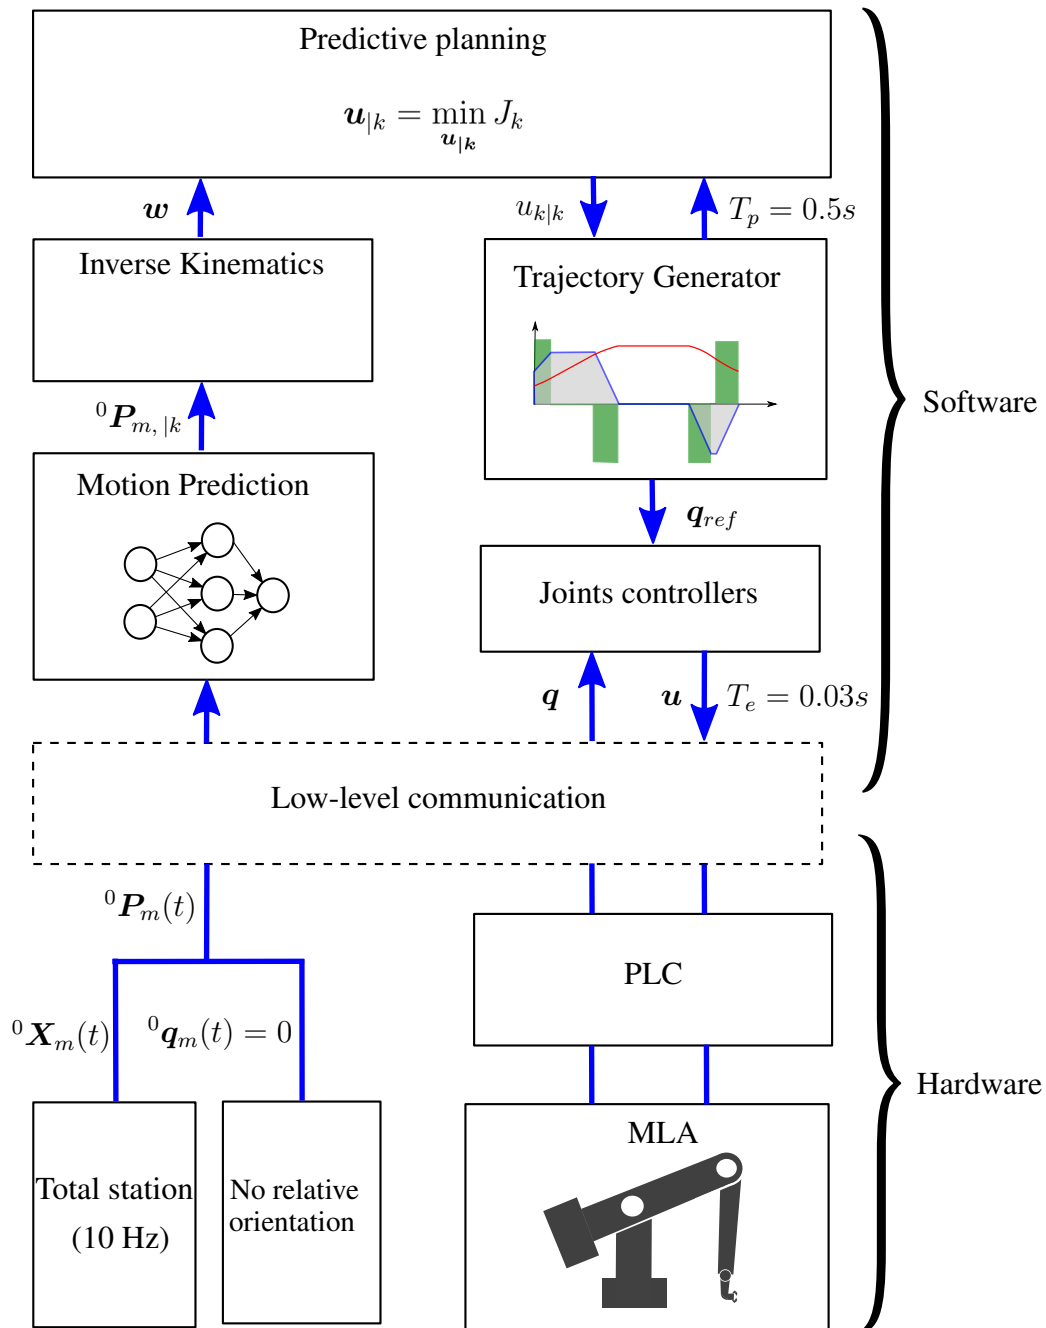 Predictive planning
𝒖|k = min J_k
𝒖|𝒌
𝒘
u_{k|k}
T_p = 0.5s
Inverse Kinematics
Trajectory Generator
Software
⁰𝑷_{m, |k}
Motion Prediction
𝒒_{ref}
Joints controllers
𝒒
𝒖
T_e = 0.03s
Low-level communication
⁰𝑷_m(t)
PLC
⁰𝑿_m(t)
⁰𝒒_m(t) = 0
Hardware
MLA
Total station
(10 Hz)
No relative
orientation